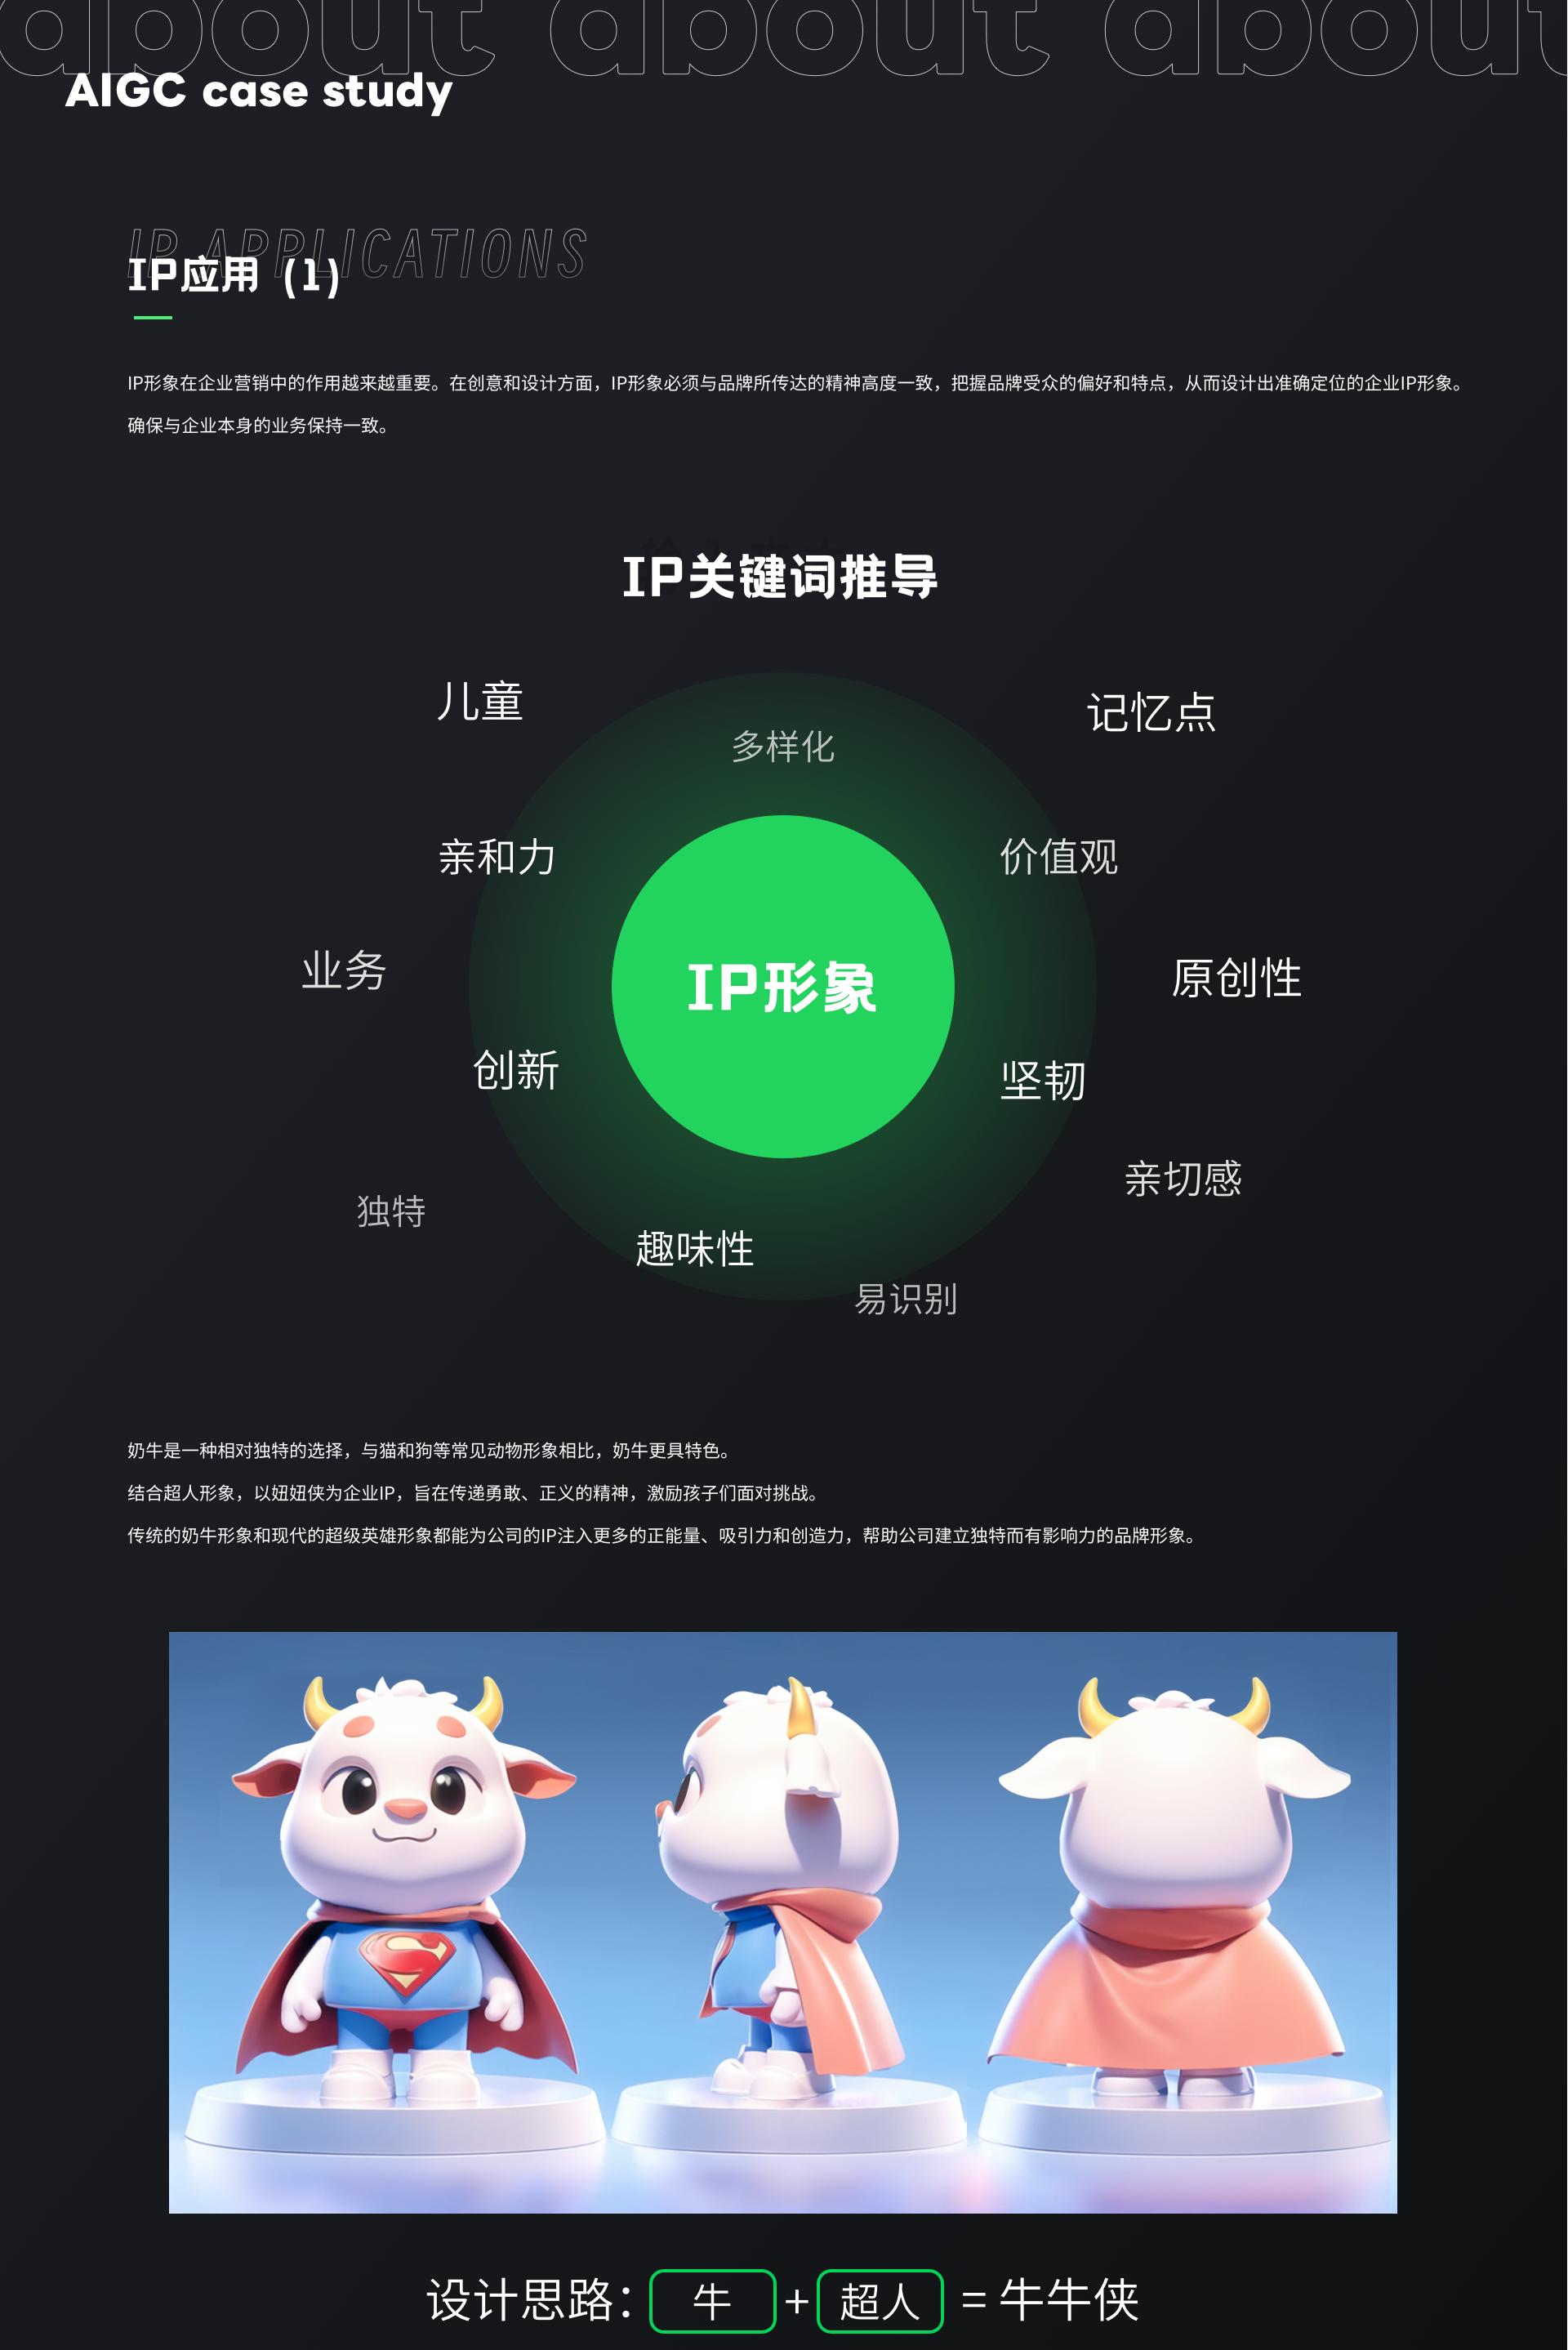 about about about
AIGC case study
IP APPLICATIONS
IP应用 (1)
IP形象在企业营销中的作用越来越重要。在创意和设计方面，IP形象必须与品牌所传达的精神高度一致，把握品牌受众的偏好和特点，从而设计出准确定位的企业IP形象。
确保与企业本身的业务保持一致。
IP关键词推导
儿童
记忆点
多样化
亲和力
价值观
业务
IP形象
原创性
创新
坚韧
亲切感
独特
趣味性
易识别
奶牛是一种相对独特的选择，与猫和狗等常见动物形象相比，奶牛更具特色。
结合超人形象，以妞妞侠为企业IP，旨在传递勇敢、正义的精神，激励孩子们面对挑战。
传统的奶牛形象和现代的超级英雄形象都能为公司的IP注入更多的正能量、吸引力和创造力，帮助公司建立独特而有影响力的品牌形象。
S
设计思路：牛+超人 = 牛牛侠